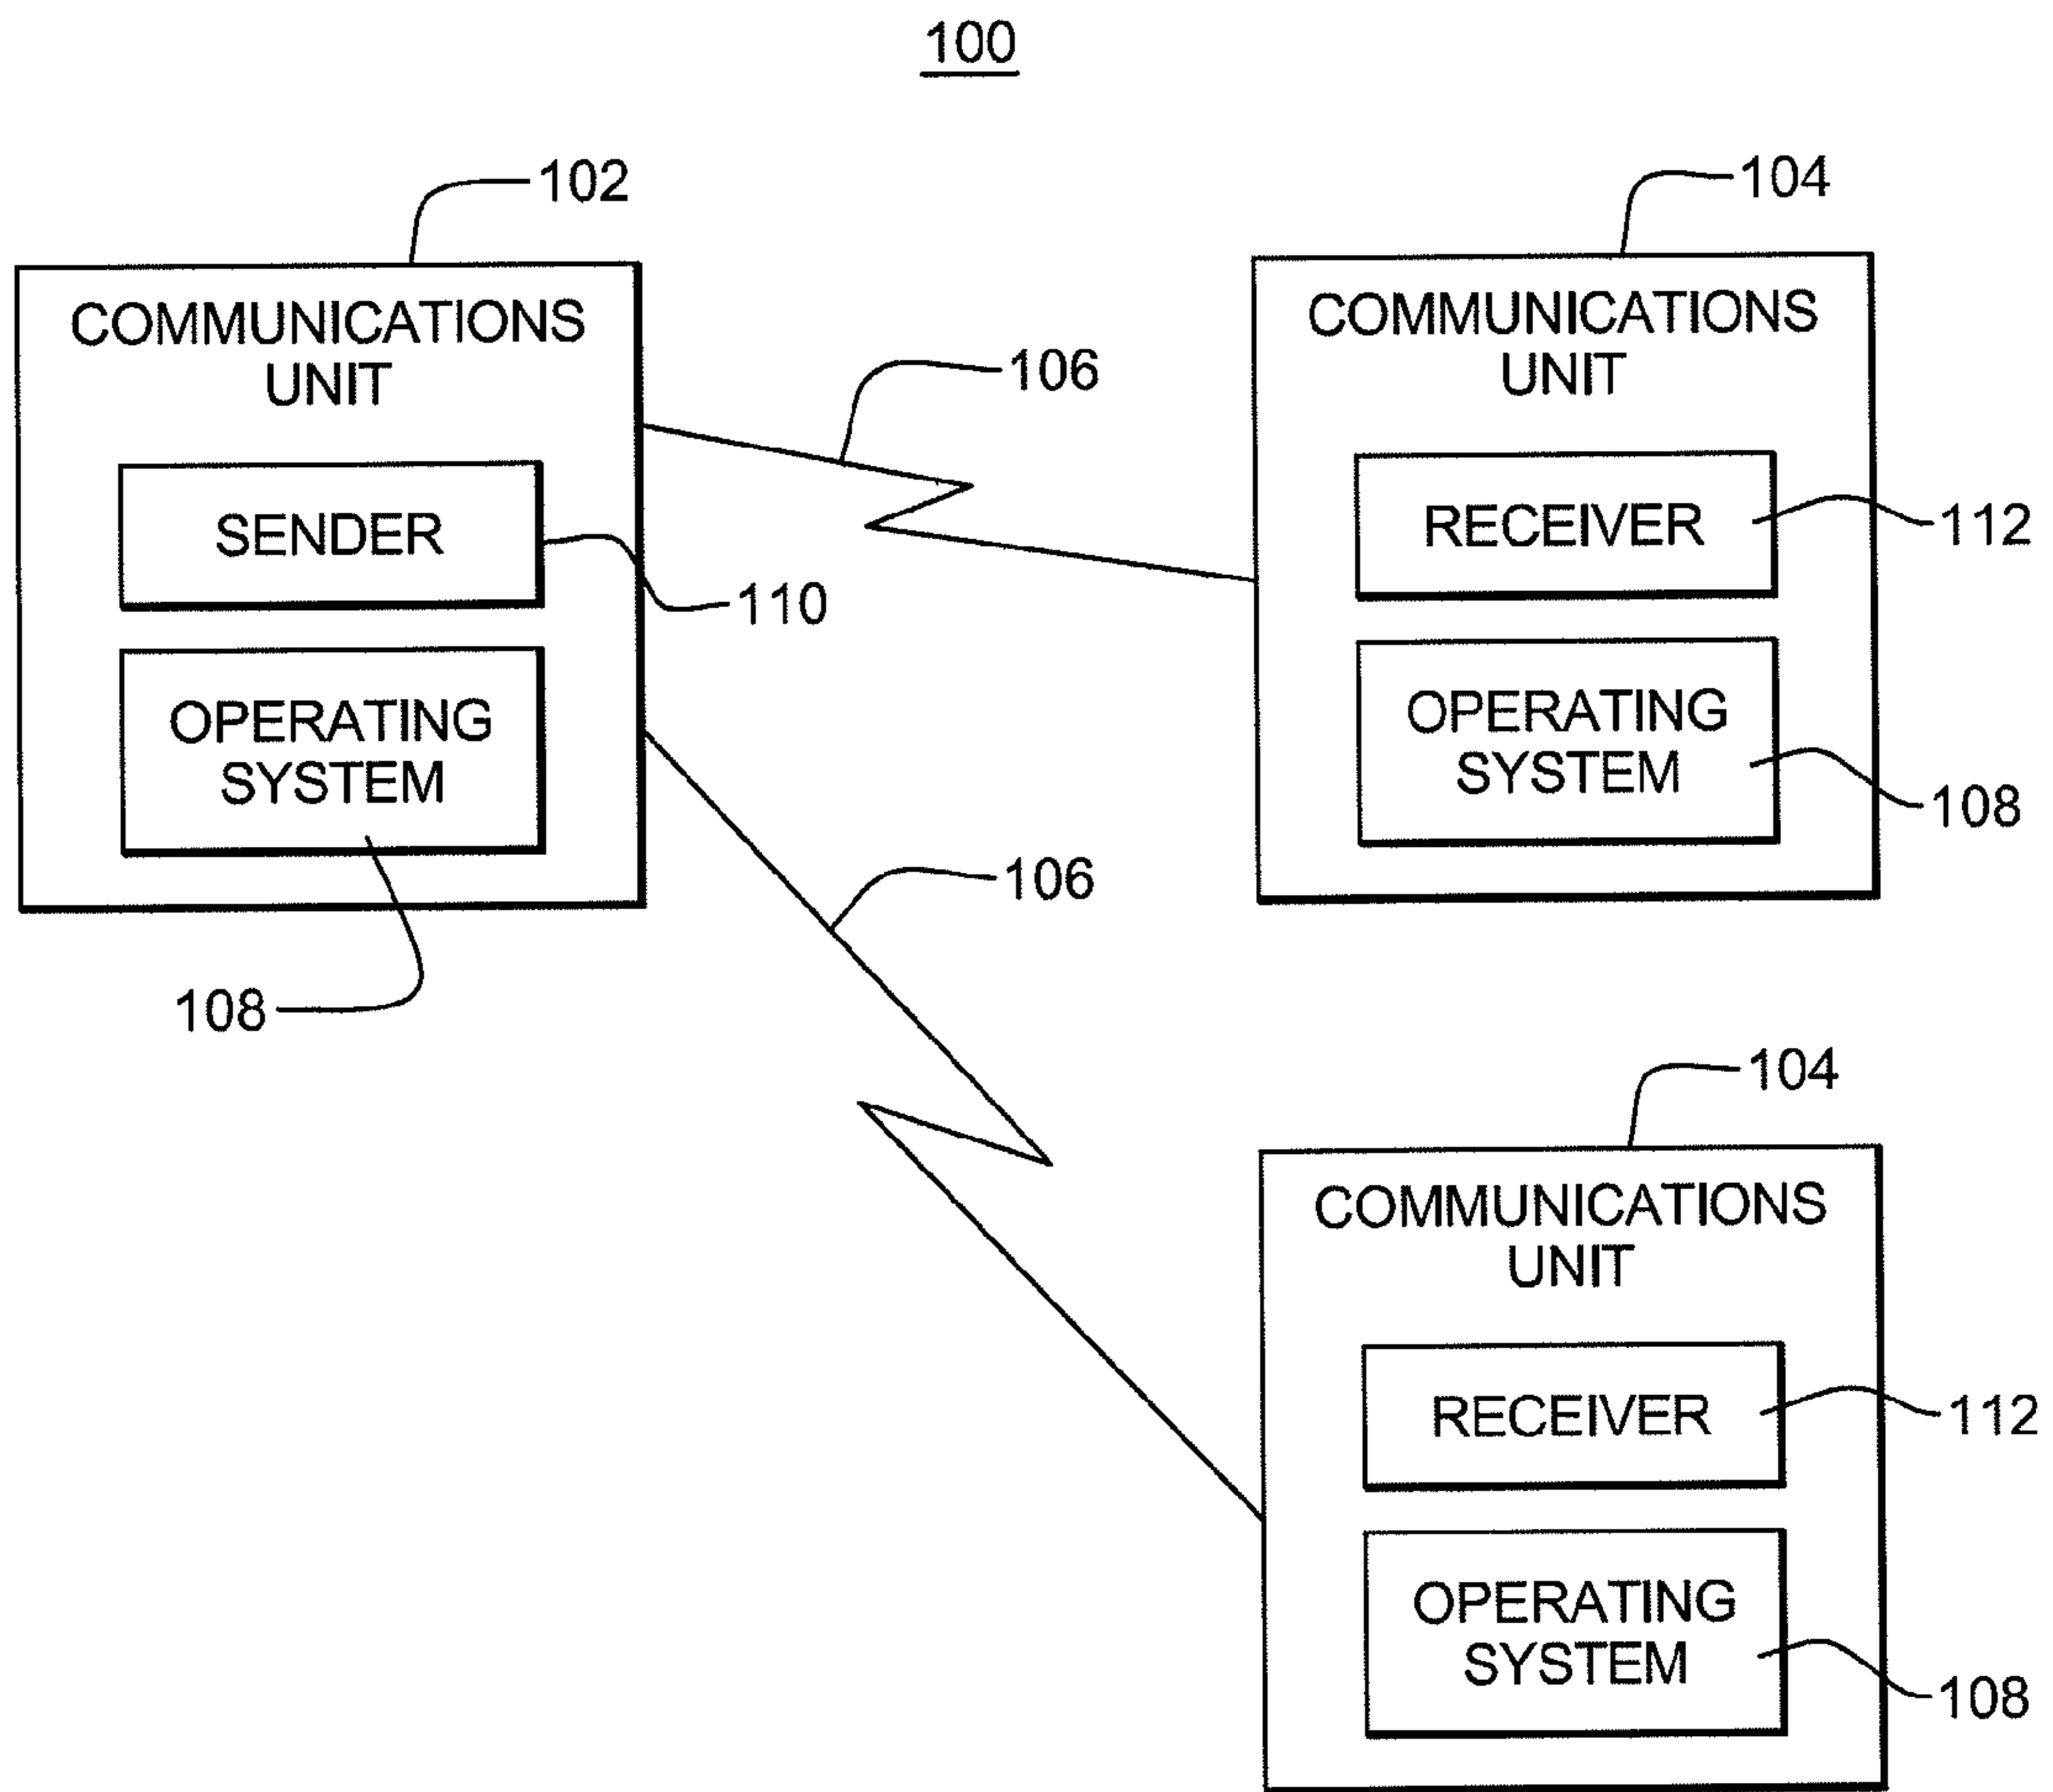 100
102
COMMUNICATIONS
UNIT
SENDER
110
OPERATING
SYSTEM
108
106
106
104
COMMUNICATIONS
UNIT
RECEIVER
112
OPERATING
SYSTEM
108
104
COMMUNICATIONS
UNIT
RECEIVER
112
OPERATING
SYSTEM
108